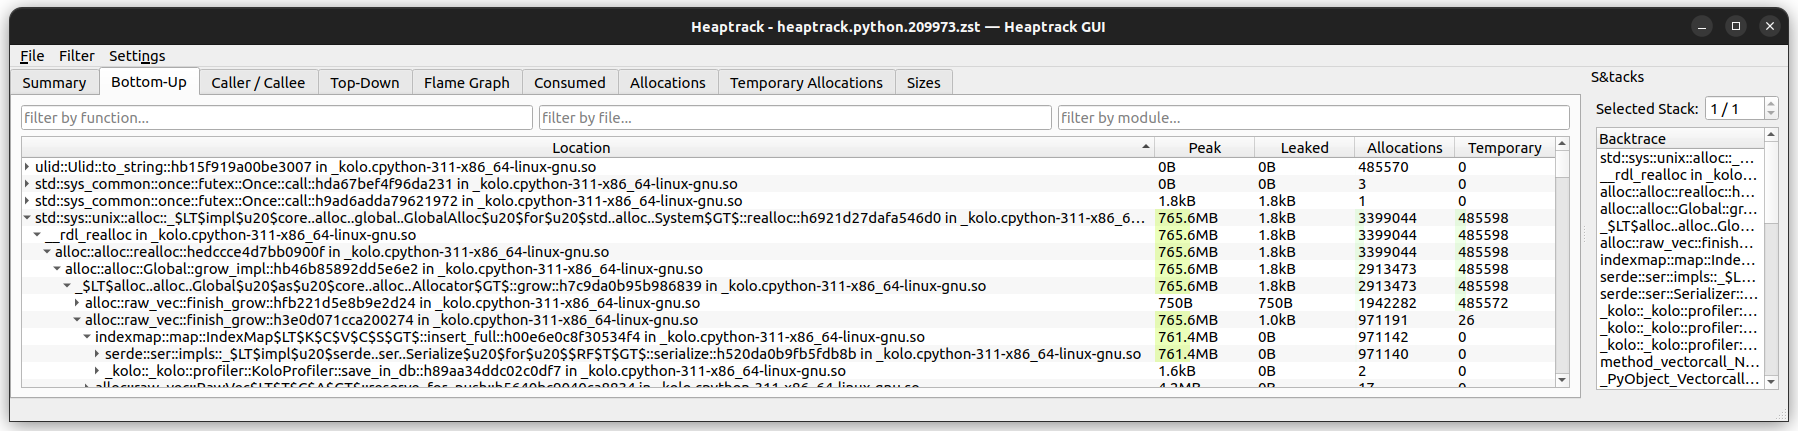 Heaptrack - heaptrack.python.209973.zst — Heaptrack GUI
File Filter Settings
Summary Bottom-Up Caller / Callee Top-Down Flame Graph Consumed Allocations Temporary Allocations Sizes
S&tacks
filter by function... filter by file... filter by module...
Selected Stack: 1 / 1
Location Peak Leaked Allocations Temporary
Backtrace
ulid::Ulid::to_string::hb15f919a00be3007 in _kolo.cpython-311-x86_64-linux-gnu.so 0B 0B 485570 0
std::sys_common::once::futex::Once::call::hda67bef4f96da231 in _kolo.cpython-311-x86_64-linux-gnu.so 0B 0B 3 0
std::sys_common::once::futex::Once::call::h9ad6adda79621972 in _kolo.cpython-311-x86_64-linux-gnu.so 1.8kB 1.8kB 1 0
std::sys::unix::alloc::_$LT$impl$u20$core..alloc..global..GlobalAlloc$u20$for$u20$std..alloc..System$GT$::realloc::h6921d27dafa546d0 in _kolo.cpython-311-x86_6... 765.6MB 1.8kB 3399044 485598
__rdl_realloc in _kolo.cpython-311-x86_64-linux-gnu.so 765.6MB 1.8kB 3399044 485598
alloc::alloc::realloc::hedccce4d7bb0900f in _kolo.cpython-311-x86_64-linux-gnu.so 765.6MB 1.8kB 3399044 485598
alloc::alloc::Global::grow_impl::hb46b85892dd5e6e2 in _kolo.cpython-311-x86_64-linux-gnu.so 765.6MB 1.8kB 2913473 485598
_$LT$alloc..alloc..Global$u20$as$u20$core..alloc..Allocator$GT$::grow::h7c9da0b95b986839 in _kolo.cpython-311-x86_64-linux-gnu.so 765.6MB 1.8kB 2913473 485598
alloc::raw_vec::finish_grow::hfb221d5e8b9e2d24 in _kolo.cpython-311-x86_64-linux-gnu.so 750B 750B 1942282 485572
alloc::raw_vec::finish_grow::h3e0d071cca200274 in _kolo.cpython-311-x86_64-linux-gnu.so 765.6MB 1.0kB 971191 26
indexmap::map::IndexMap$LT$K$C$V$C$S$GT$::insert_full::h00e6e0c8f30534f4 in _kolo.cpython-311-x86_64-linux-gnu.so 761.4MB 0B 971142 0
serde::ser::impls::_$LT$impl$u20$serde..ser..Serialize$u20$for$u20$$RF$T$GT$::serialize::h520da0b9fb5fdb8b in _kolo.cpython-311-x86_64-linux-gnu.so 761.4MB 0B 971140 0
_kolo::_kolo::profiler::KoloProfiler::save_in_db::h89aa34ddc02c0df7 in _kolo.cpython-311-x86_64-linux-gnu.so 1.6kB 0B 2 0
std::sys::unix::alloc::_...
__rdl_realloc in _kolo...
alloc::alloc::realloc::h...
alloc::alloc::Global::gr...
_$LT$alloc..alloc..Glo...
alloc::raw_vec::finish...
indexmap::map::Inde...
serde::ser::impls::_$L...
serde::ser::Serializer::...
_kolo::_kolo::profiler:...
_kolo::_kolo::profiler:...
_kolo::_kolo::profiler:...
method_vectorcall_N...
_PyObject_Vectorcall...